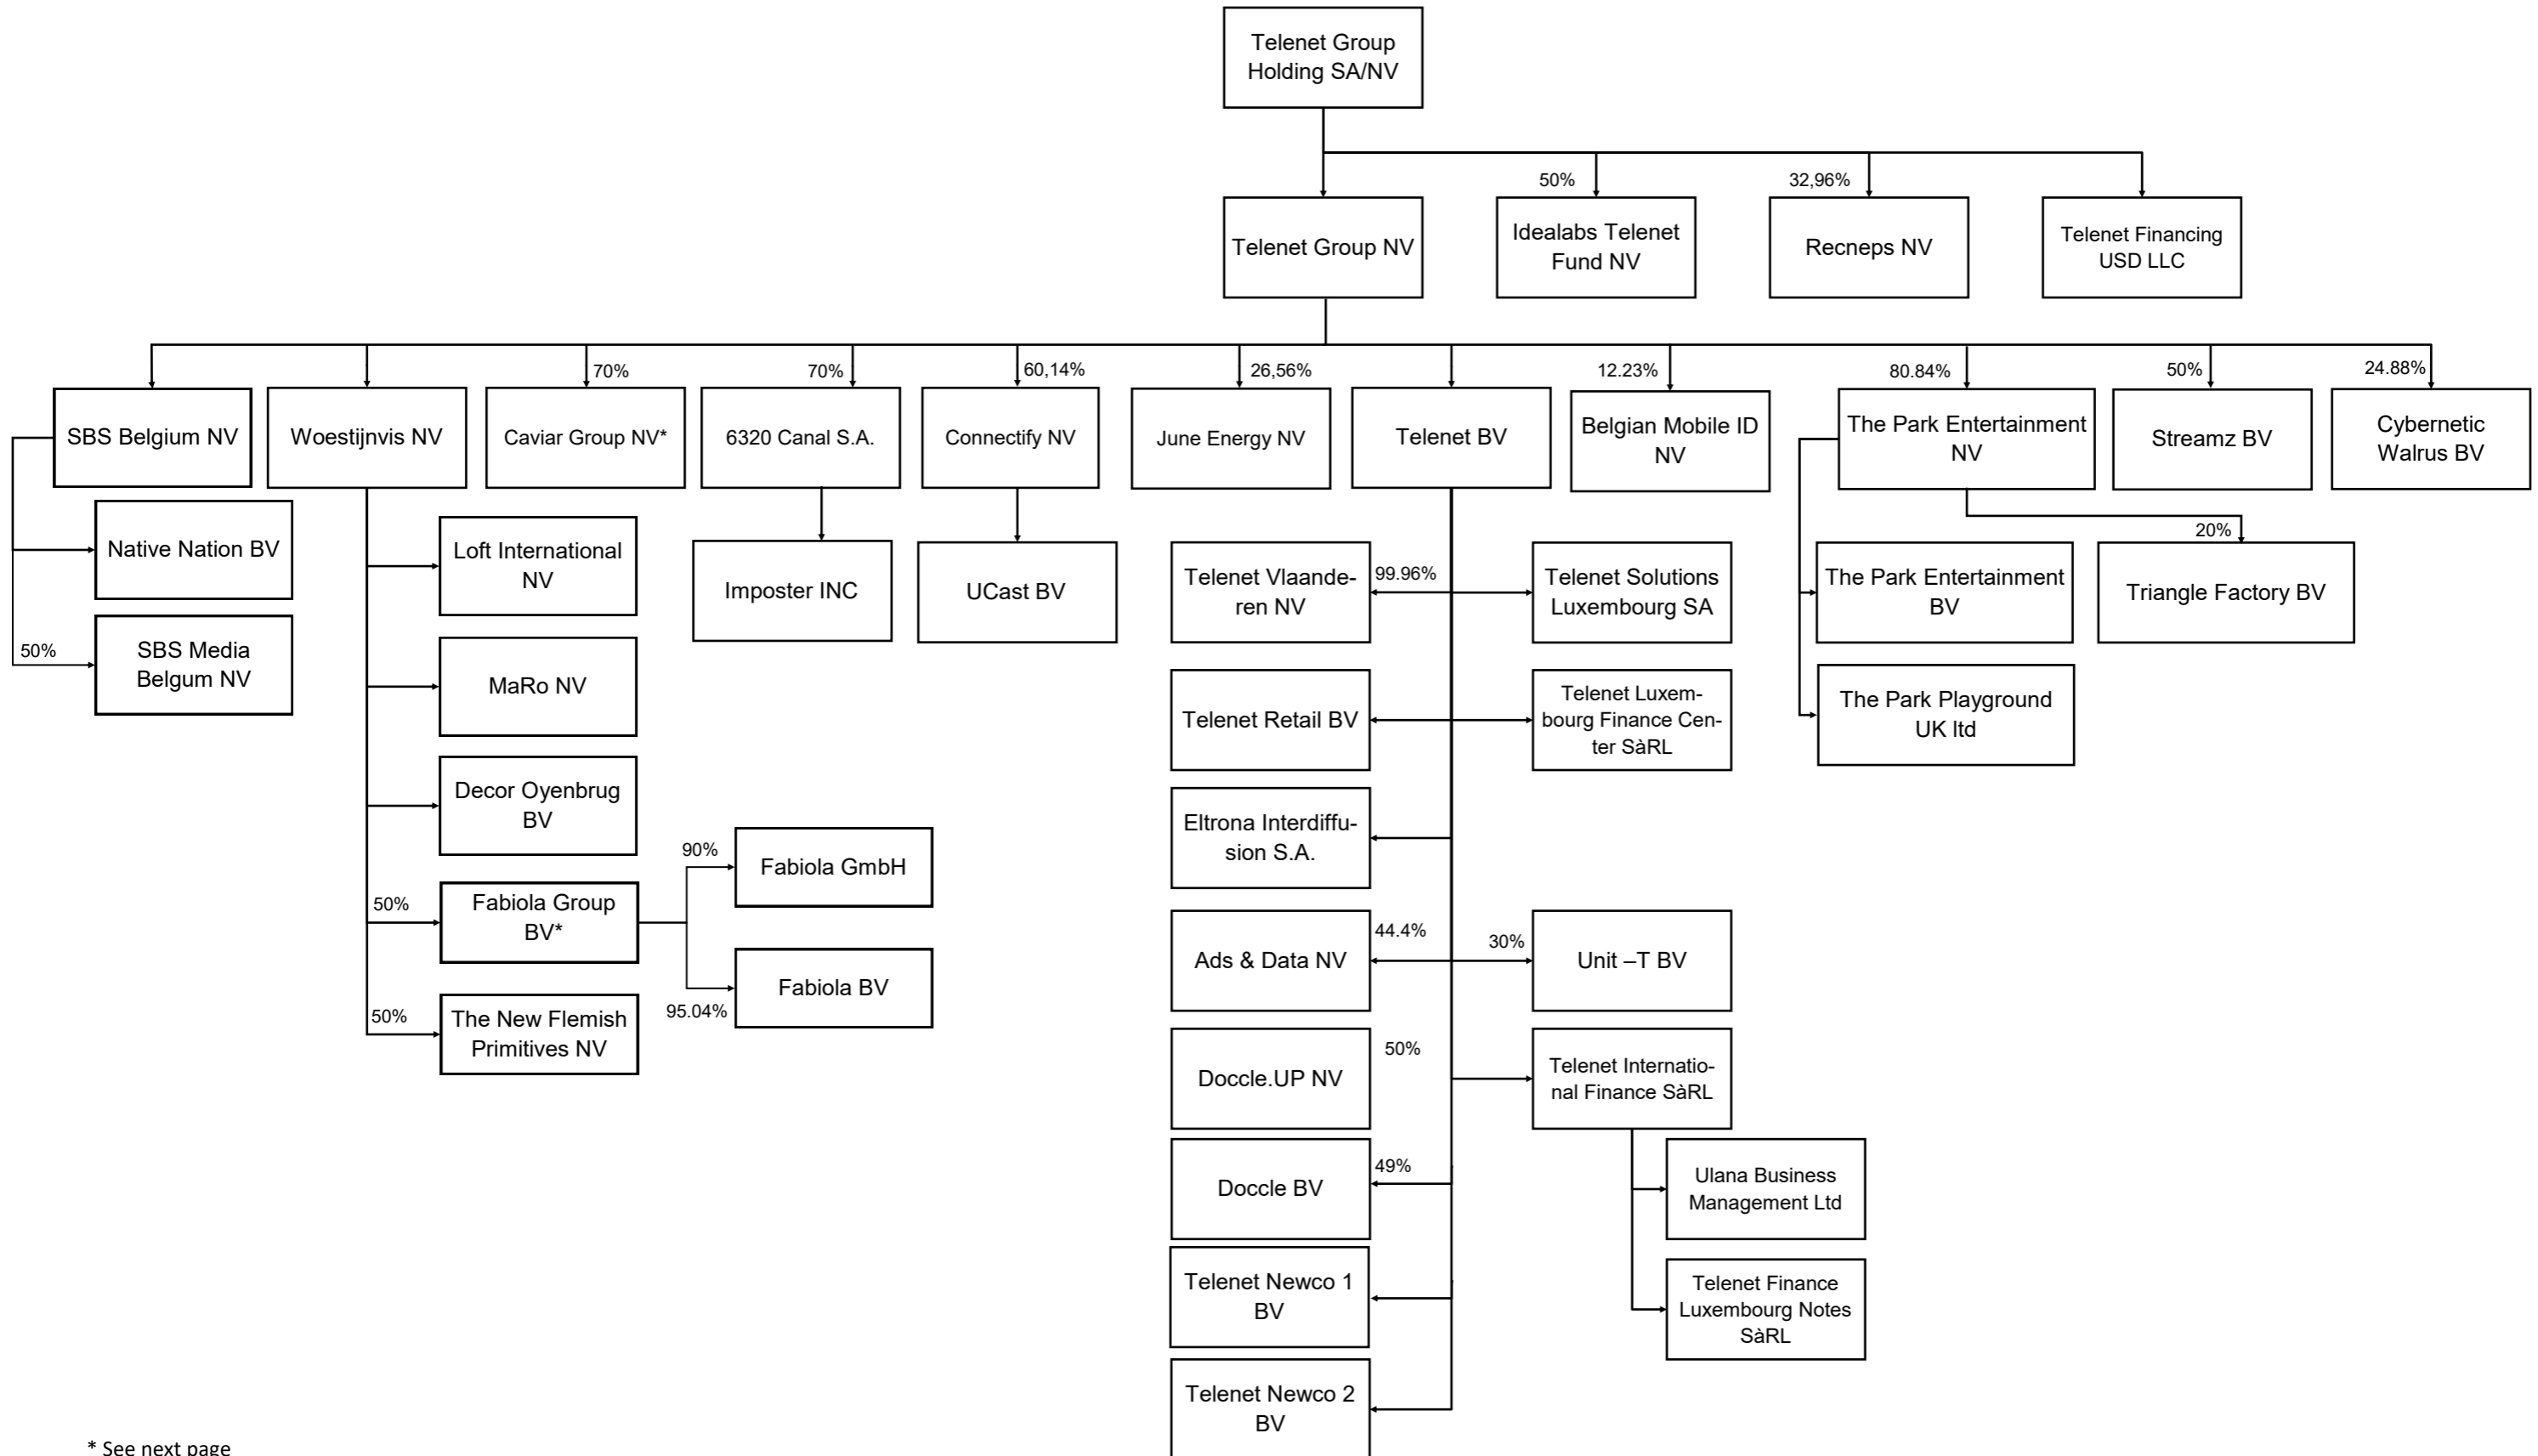 Telenet Group
Holding SA/NV
50%
32,96%
Telenet Group NV
Idealabs Telenet
Fund NV
Recneps NV
Telenet Financing
USD LLC
70%
70%
60,14%
26,56%
12.23%
80.84%
50%
24.88%
SBS Belgium NV
Woestijnvis NV
Caviar Group NV*
6320 Canal S.A.
Connectify NV
June Energy NV
Telenet BV
Belgian Mobile ID
NV
The Park Entertainment
NV
Streamz BV
Cybernetic
Walrus BV
Native Nation BV
50%
SBS Media
Belgum NV
Loft International
NV
MaRo NV
Decor Oyenbrug
BV
50%
Fabiola Group
BV*
90%
Fabiola GmbH
95.04%
Fabiola BV
50%
The New Flemish
Primitives NV
Imposter INC
UCast BV
Telenet Vlaande-
ren NV
99.96%
Telenet Solutions
Luxembourg SA
Telenet Retail BV
Telenet Luxem-
bourg Finance Cen-
ter SàRL
Eltrona Interdiffu-
sion S.A.
Ads & Data NV
44.4%
30%
Unit –T BV
Doccle.UP NV
50%
Telenet Internatio-
nal Finance SàRL
Doccle BV
49%
Ulana Business
Management Ltd
Telenet Newco 1
BV
Telenet Finance
Luxembourg Notes
SàRL
Telenet Newco 2
BV
The Park Entertainment
BV
20%
Triangle Factory BV
The Park Playground
UK ltd
* See next page